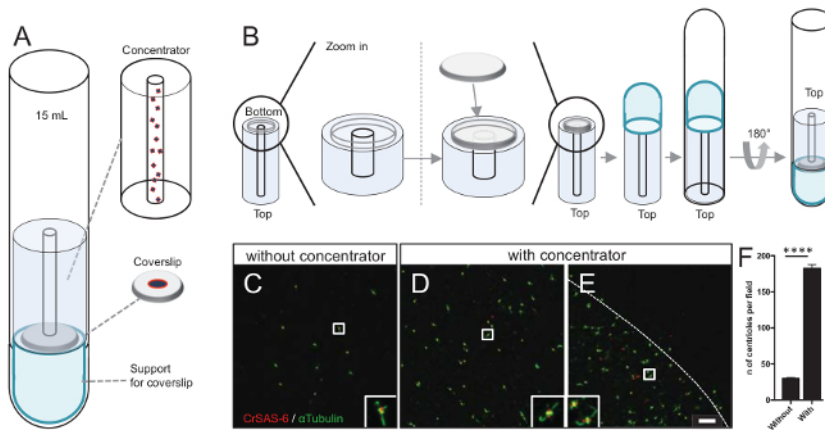 A
Concentrator
15 mL
Coverslip
Support
for coverslip
B
Zoom in
Bottom
Top
Top
Top
Top
180°
Top
without concentrator
with concentrator
C
D
E
CrSAS-6 / αTubulin
F
****
n of centrioles per field
200
150
100
50
0
Without
With